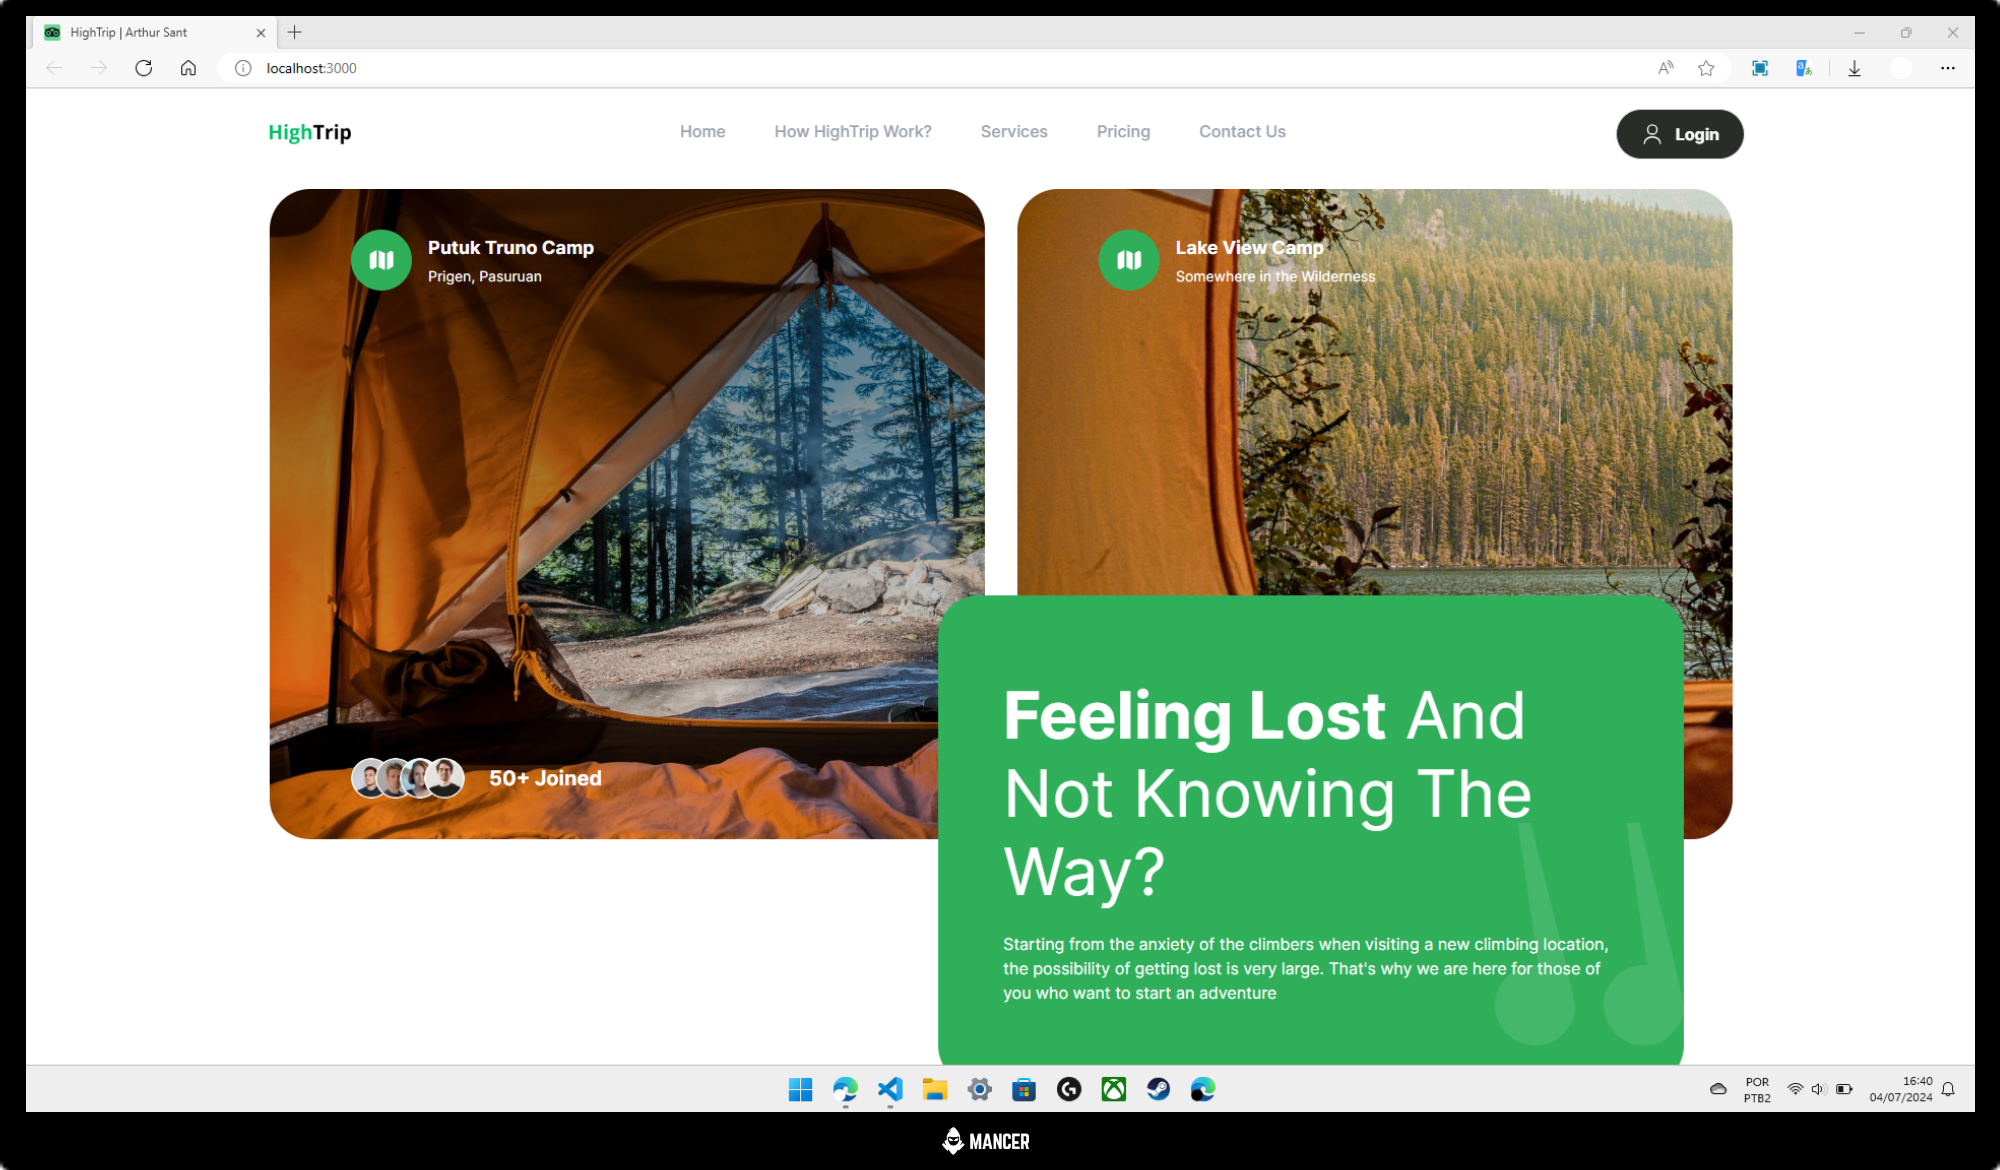 HighTrip | Arthur Sant
localhost:3000
HighTrip
Home
How HighTrip Work?
Services
Pricing
Contact Us
Login
Putuk Truno Camp
Prigen, Pasuruan
50+ Joined
Lake View Camp
Somewhere in the Wilderness
Feeling Lost And
Not Knowing The
Way?
Starting from the anxiety of the climbers when visiting a new climbing location,
the possibility of getting lost is very large. That's why we are here for those of
you who want to start an adventure
POR
PTB2
16:40
04/07/2024
MANCER